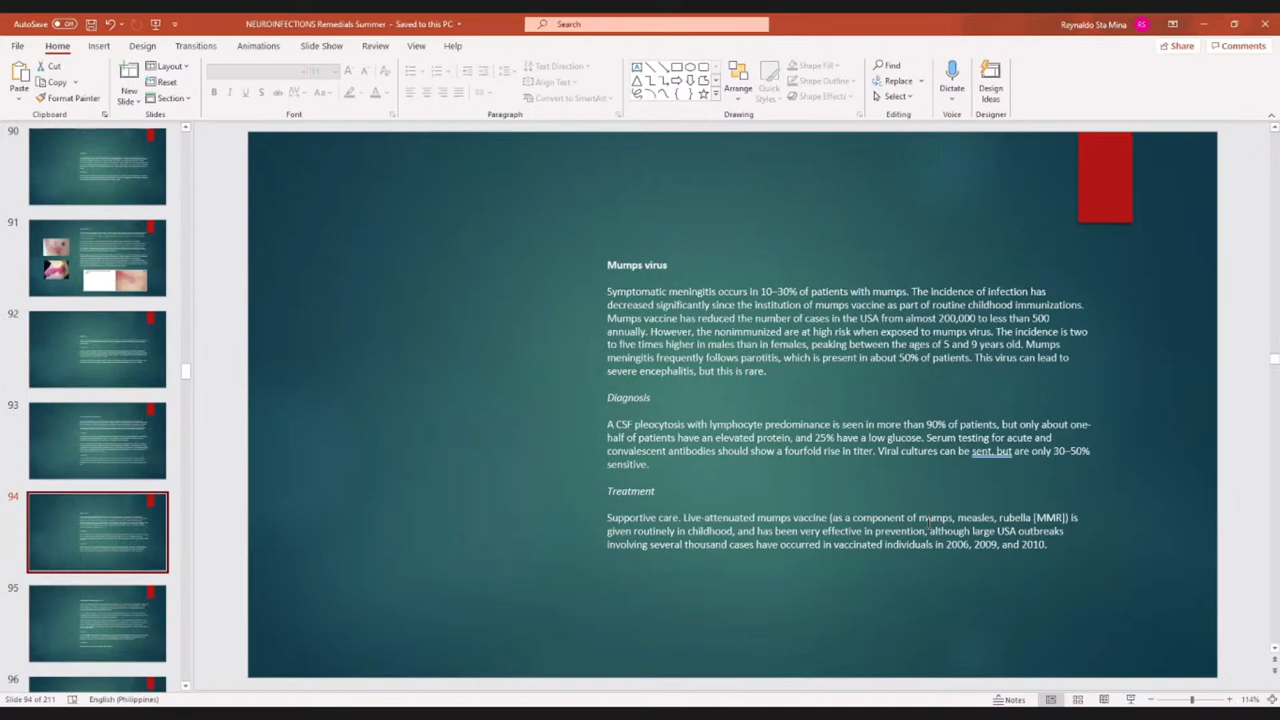 AutoSave Off NEUROINFECTIONS Remedials Summer - Saved to this PC Search Reynaldo Sta Mina RS
File Home Insert Design Transitions Animations Slide Show Review View Help Share Comments
Paste Cut Copy Format Painter
New Slide Layout Reset Section
Text Direction Align Text Convert to SmartArt
Arrange Quick Styles Shape Fill Shape Outline Shape Effects
Find Replace Select Dictate Design Ideas
Clipboard Slides Font Paragraph Drawing Editing Voice Designer
90
91
92
93
94
95
96
Mumps virus
Symptomatic meningitis occurs in 10–30% of patients with mumps. The incidence of infection has
decreased significantly since the institution of mumps vaccine as part of routine childhood immunizations.
Mumps vaccine has reduced the number of cases in the USA from almost 200,000 to less than 500
annually. However, the nonimmunized are at high risk when exposed to mumps virus. The incidence is two
to five times higher in males than in females, peaking between the ages of 5 and 9 years old. Mumps
meningitis frequently follows parotitis, which is present in about 50% of patients. This virus can lead to
severe encephalitis, but this is rare.
Diagnosis
A CSF pleocytosis with lymphocyte predominance is seen in more than 90% of patients, but only about one-
half of patients have an elevated protein, and 25% have a low glucose. Serum testing for acute and
convalescent antibodies should show a fourfold rise in titer. Viral cultures can be sent, but are only 30–50%
sensitive.
Treatment
Supportive care. Live-attenuated mumps vaccine (as a component of mumps, measles, rubella [MMR]) is
given routinely in childhood, and has been very effective in prevention, although large USA outbreaks
involving several thousand cases have occurred in vaccinated individuals in 2006, 2009, and 2010.
Slide 94 of 211 English (Philippines) Notes 114%